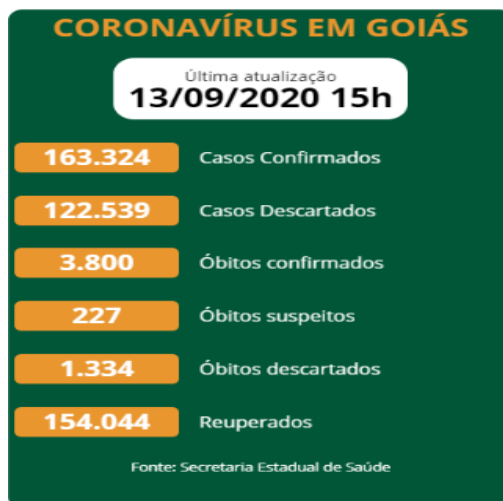 CORONAVÍRUS EM GOIÁS
Última atualização
13/09/2020 15h
163.324 Casos Confirmados
122.539 Casos Descartados
3.800 Óbitos confirmados
227 Óbitos suspeitos
1.334 Óbitos descartados
154.044 Reuperados
Fonte: Secretaria Estadual de Saúde